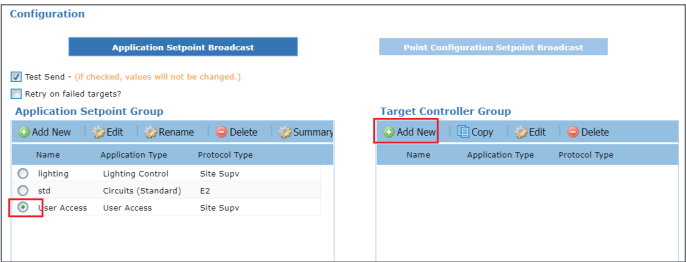 Configuration
Application Setpoint Broadcast
Point Configuration Setpoint Broadcast
Test Send - (if checked, values will not be changed.)
Retry on failed targets?
Application Setpoint Group
Add New Edit Rename Delete Summary
Name Application Type Protocol Type
lighting Lighting Control Site Supv
std Circuits (Standard) E2
User Access User Access Site Supv
Target Controller Group
Add New Copy Edit Delete
Name Application Type Protocol Type